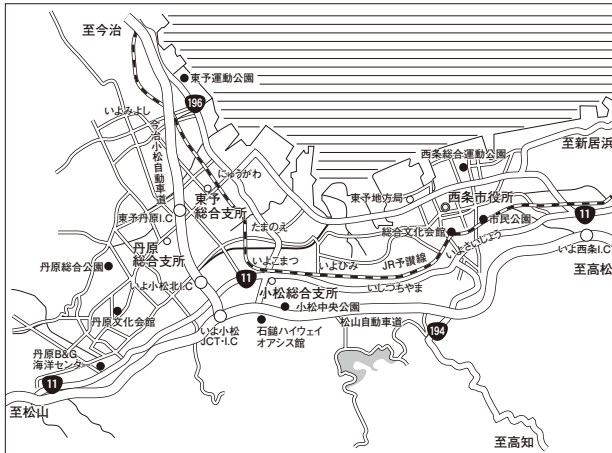 至今治
東予運動公園
196
いよみよし
今治小松自動車道
にゅうがわ
東予
総合支所
東予丹原I.C
たまのえ
丹原
総合支所
丹原総合公園
いよ小松北I.C
いよこまつ
11
小松総合支所
丹原文化会館
いよ小松
JCT・I.C
小松中央公園
石鎚ハイウェイ
オアシス館
丹原B&G
海洋センター
11
至松山
西条総合運動公園
至新居浜
東予地方局
西条市役所
市民公園
11
総合文化会館
いよさいじょう
いよ西条I.C
至高松
いよひみ
JR予讃線
いしづちやま
松山自動車道
194
至高知